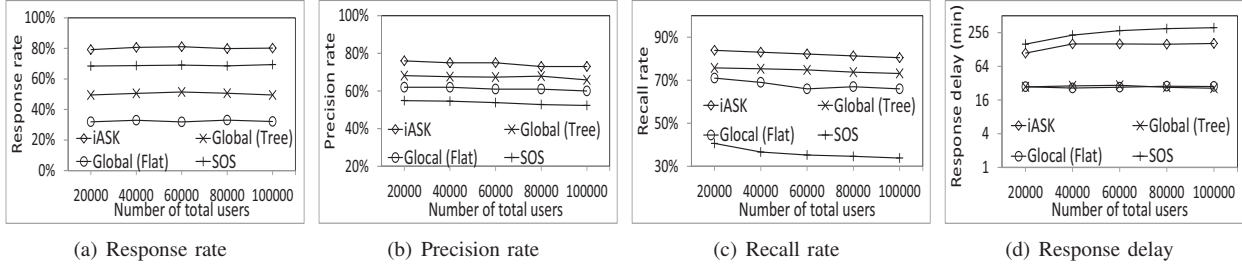 100%
80%
60%
40%
20%
0%
Response rate
iASK
Global (Tree)
Global (Flat)
SOS
20000 40000 60000 80000 100000
Number of total users
(a) Response rate
100%
80%
60%
40%
20%
Precision rate
iASK
Global (Tree)
Glocal (Flat)
SOS
20000 40000 60000 80000 100000
Number of total users
(b) Precision rate
90%
70%
50%
30%
Recall rate
iASK
Global (Tree)
Glocal (Flat)
SOS
20000 40000 60000 80000 100000
Number of total users
(c) Recall rate
256
64
16
4
1
Response delay (min)
iASK
Global (Tree)
Glocal (Flat)
SOS
20000 40000 60000 80000 100000
Number of total users
(d) Response delay